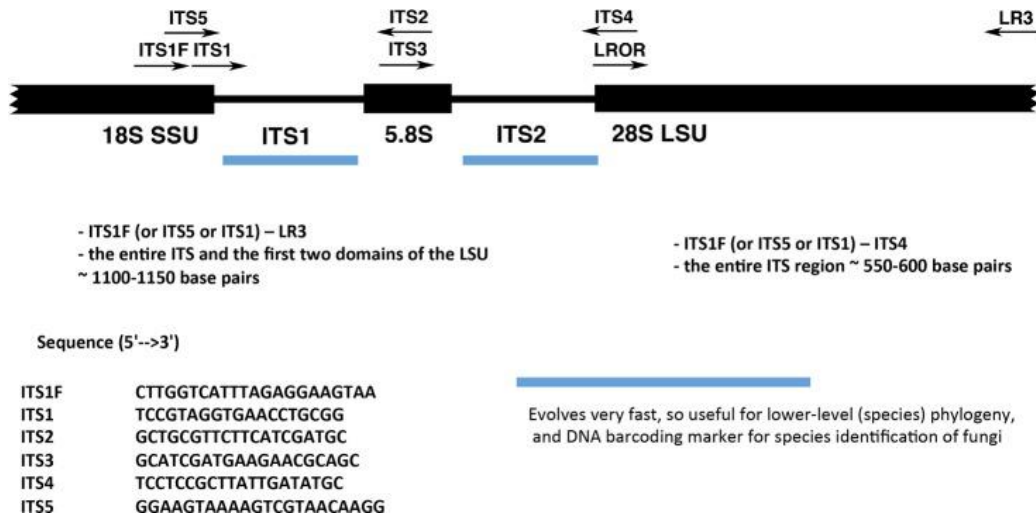 ITS5 ITS2 ITS4 LR3
ITS1F ITS1 ITS3 LROR
18S SSU ITS1 5.8S ITS2 28S LSU
- ITS1F (or ITS5 or ITS1) – LR3
- the entire ITS and the first two domains of the LSU
~ 1100-1150 base pairs
- ITS1F (or ITS5 or ITS1) – ITS4
- the entire ITS region ~ 550-600 base pairs
Sequence (5'-->3')
ITS1F CTTGGTCATTTAGAGGAAGTAA
ITS1 TCCGTAGGTGAACCTGCGG
ITS2 GCTGCGTTCTTCATCGATGC
ITS3 GCATCGATGAAGAACGCAGC
ITS4 TCCTCCGCTTATTGATATGC
ITS5 GGAAGTAAAAGTCGTAACAAGG
Evolves very fast, so useful for lower-level (species) phylogeny,
and DNA barcoding marker for species identification of fungi